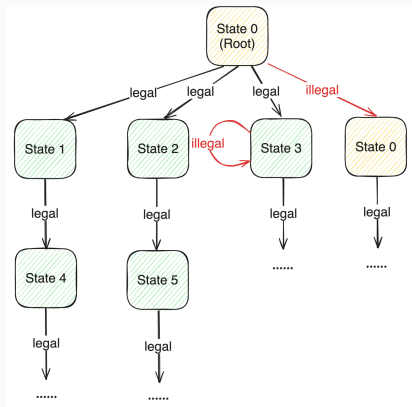 State 0
(Root)
legal
legal
legal
illegal
State 1
State 2
illegal
State 3
State 0
legal
legal
legal
legal
State 4
State 5
......
......
legal
legal
......
......